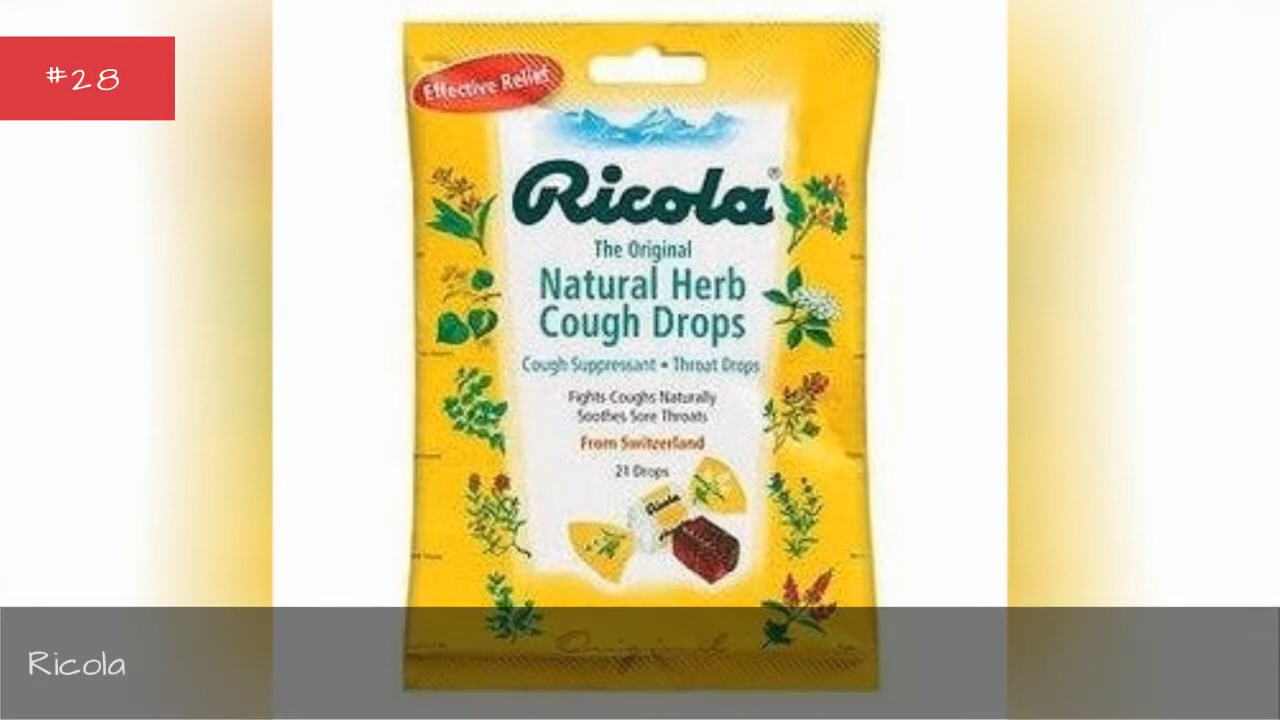 #28
Effective Relief
Ricola®
The Original
Natural Herb
Cough Drops
Cough Suppressant • Throat Drops
Fights Coughs Naturally
Soothes Sore Throats
From Switzerland
21 Drops
Ricola
Original
Ricola